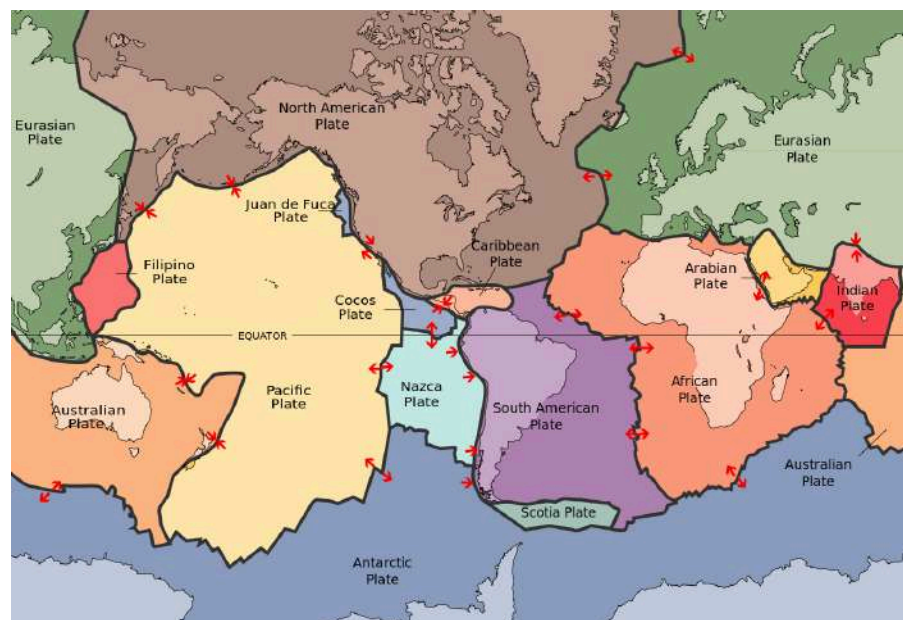 North American
Plate
Eurasian
Plate
Eurasian
Plate
Juan de Fuca
Plate
Caribbean
Plate
Filipino
Plate
Arabian
Plate
Cocos
Plate
Indian
Plate
EQUATOR
Nazca
Plate
Pacific
Plate
African
Plate
Australian
Plate
South American
Plate
Australian
Plate
Scotia Plate
Antarctic
Plate